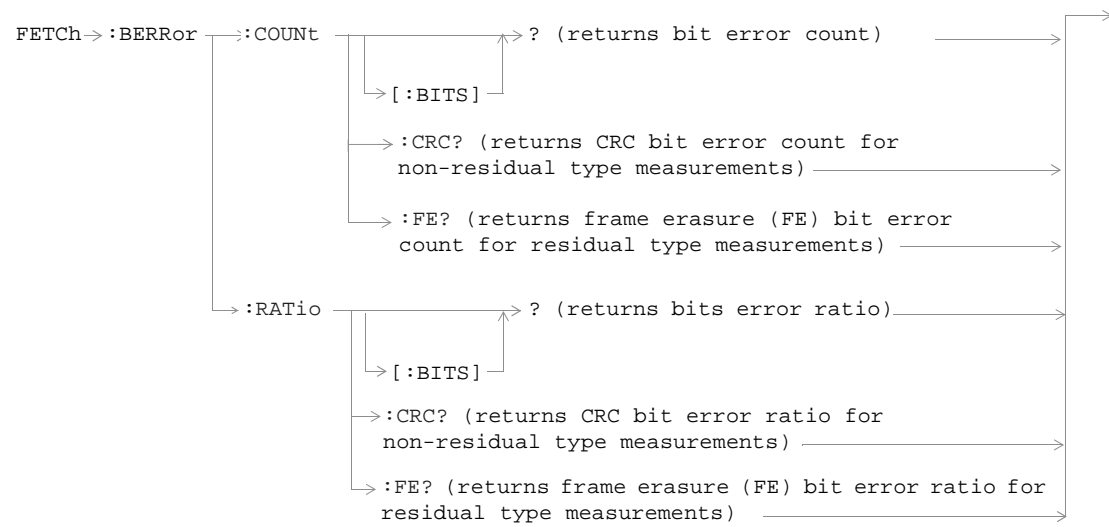 FETCh :BERRor :COUNt ? (returns bit error count)
[:BITS]
:CRC? (returns CRC bit error count for
non-residual type measurements)
:FE? (returns frame erasure (FE) bit error
count for residual type measurements)
:RATio ? (returns bits error ratio)
[:BITS]
:CRC? (returns CRC bit error ratio for
non-residual type measurements)
:FE? (returns frame erasure (FE) bit error ratio for
residual type measurements)